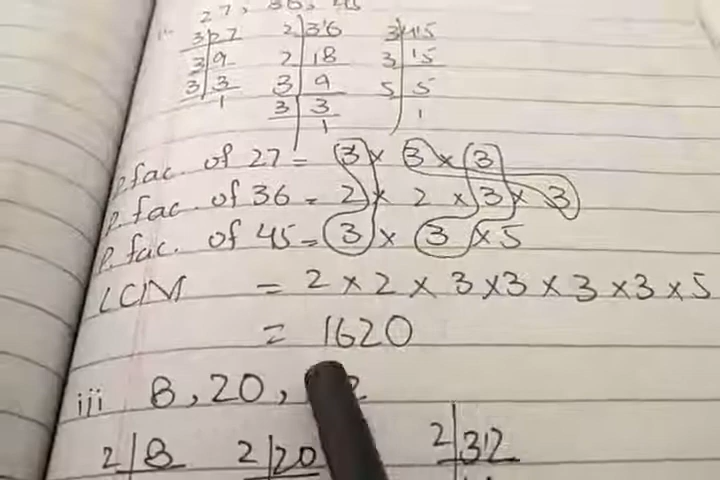 27, 36, 45
3|27 2|36 3|45
3|9 2|18 3|15
3|3 3|9 5|5
1 3|3 1
1
P. fac. of 27 = 3 × 3 × 3
P. fac. of 36 = 2 × 2 × 3 × 3
P. fac. of 45 = 3 × 3 × 5
LCM = 2 × 2 × 3 × 3 × 3 × 3 × 5
= 1620
iii 8, 20,
2|8 2|20 2|32